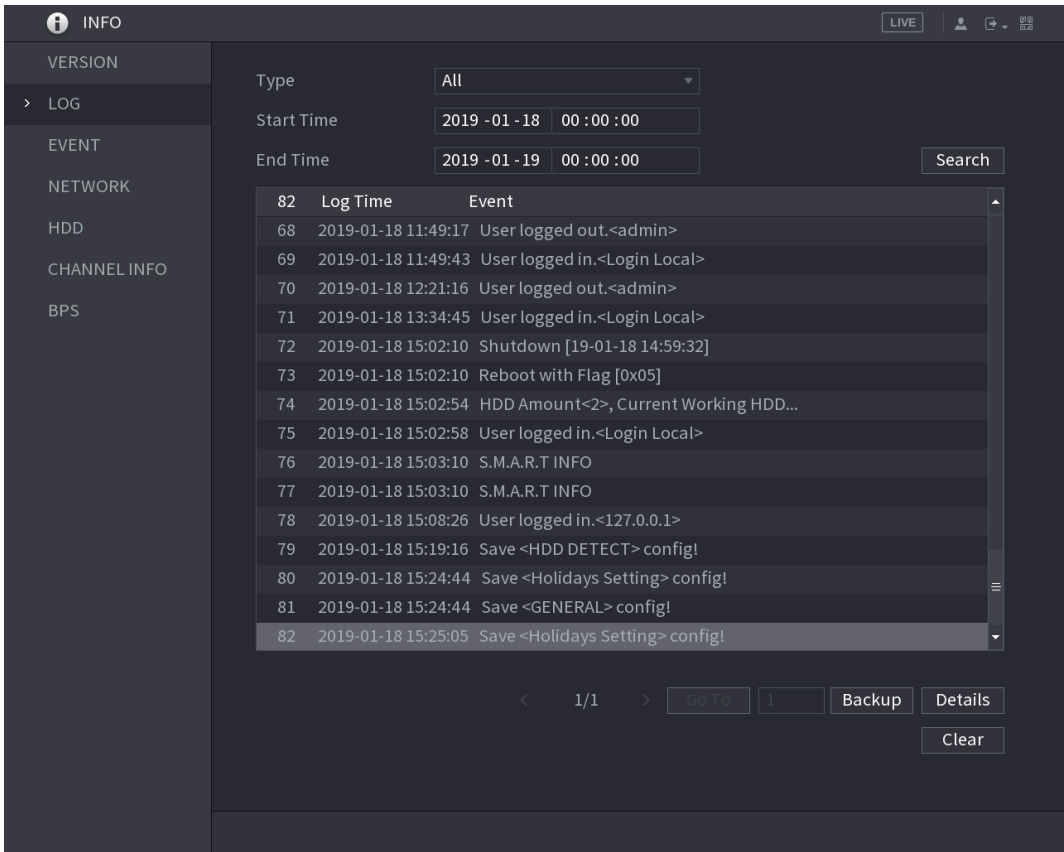 INFO LIVE
VERSION
LOG
EVENT
NETWORK
HDD
CHANNEL INFO
BPS
Type All
Start Time 2019 -01 -18 00 : 00 : 00
End Time 2019 -01 -19 00 : 00 : 00 Search
82 Log Time Event
68 2019-01-18 11:49:17 User logged out.<admin>
69 2019-01-18 11:49:43 User logged in.<Login Local>
70 2019-01-18 12:21:16 User logged out.<admin>
71 2019-01-18 13:34:45 User logged in.<Login Local>
72 2019-01-18 15:02:10 Shutdown [19-01-18 14:59:32]
73 2019-01-18 15:02:10 Reboot with Flag [0x05]
74 2019-01-18 15:02:54 HDD Amount<2>, Current Working HDD...
75 2019-01-18 15:02:58 User logged in.<Login Local>
76 2019-01-18 15:03:10 S.M.A.R.T INFO
77 2019-01-18 15:03:10 S.M.A.R.T INFO
78 2019-01-18 15:08:26 User logged in.<127.0.0.1>
79 2019-01-18 15:19:16 Save <HDD DETECT> config!
80 2019-01-18 15:24:44 Save <Holidays Setting> config!
81 2019-01-18 15:24:44 Save <GENERAL> config!
82 2019-01-18 15:25:05 Save <Holidays Setting> config!
1/1 Go To 1 Backup Details
Clear